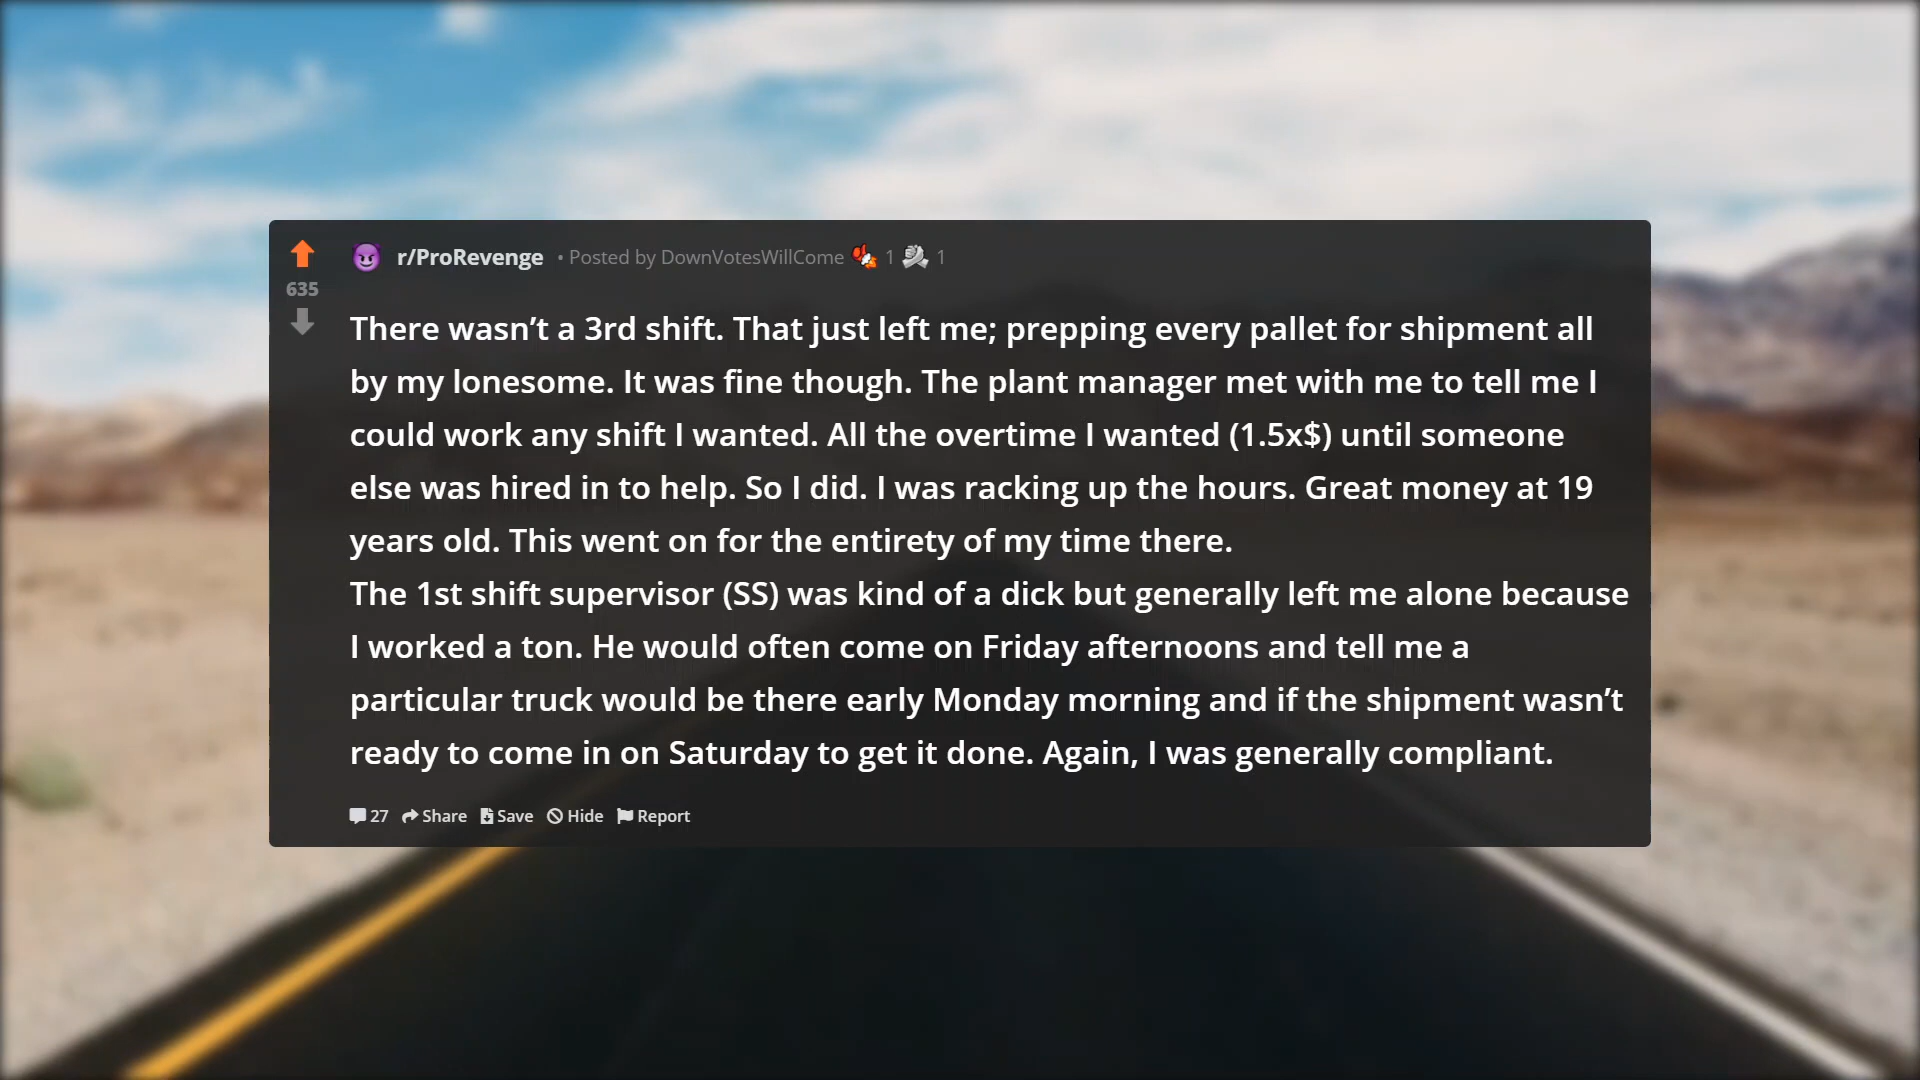 r/ProRevenge • Posted by DownVotesWillCome 1 1
635
There wasn’t a 3rd shift. That just left me; prepping every pallet for shipment all
by my lonesome. It was fine though. The plant manager met with me to tell me I
could work any shift I wanted. All the overtime I wanted (1.5x$) until someone
else was hired in to help. So I did. I was racking up the hours. Great money at 19
years old. This went on for the entirety of my time there.
The 1st shift supervisor (SS) was kind of a dick but generally left me alone because
I worked a ton. He would often come on Friday afternoons and tell me a
particular truck would be there early Monday morning and if the shipment wasn’t
ready to come in on Saturday to get it done. Again, I was generally compliant.
27 Share Save Hide Report